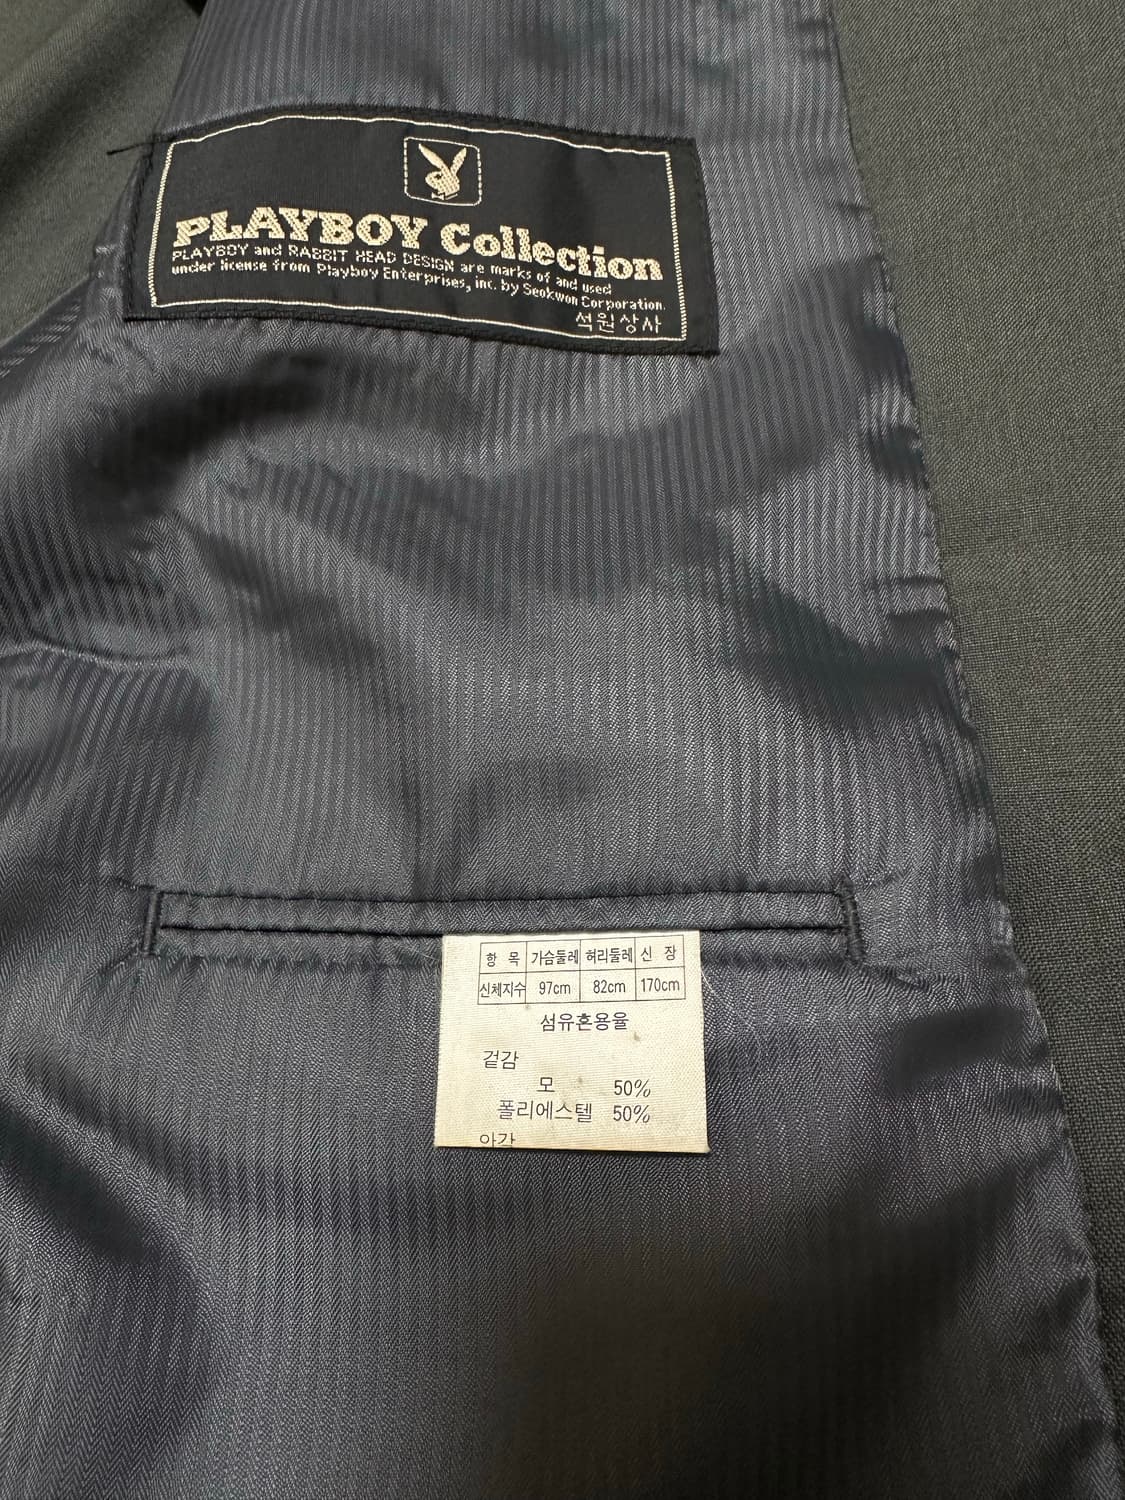 PLAYBOY Collection
PLAYBOY and RABBIT HEAD DESIGN are marks of and used
under license from Playboy Enterprises, inc. by Seokwon Corporation.
석원상사
항 목 가슴둘레 허리둘레 신 장
신체지수 97cm 82cm 170cm
섬유혼용율
겉감
모 50%
폴리에스텔 50%